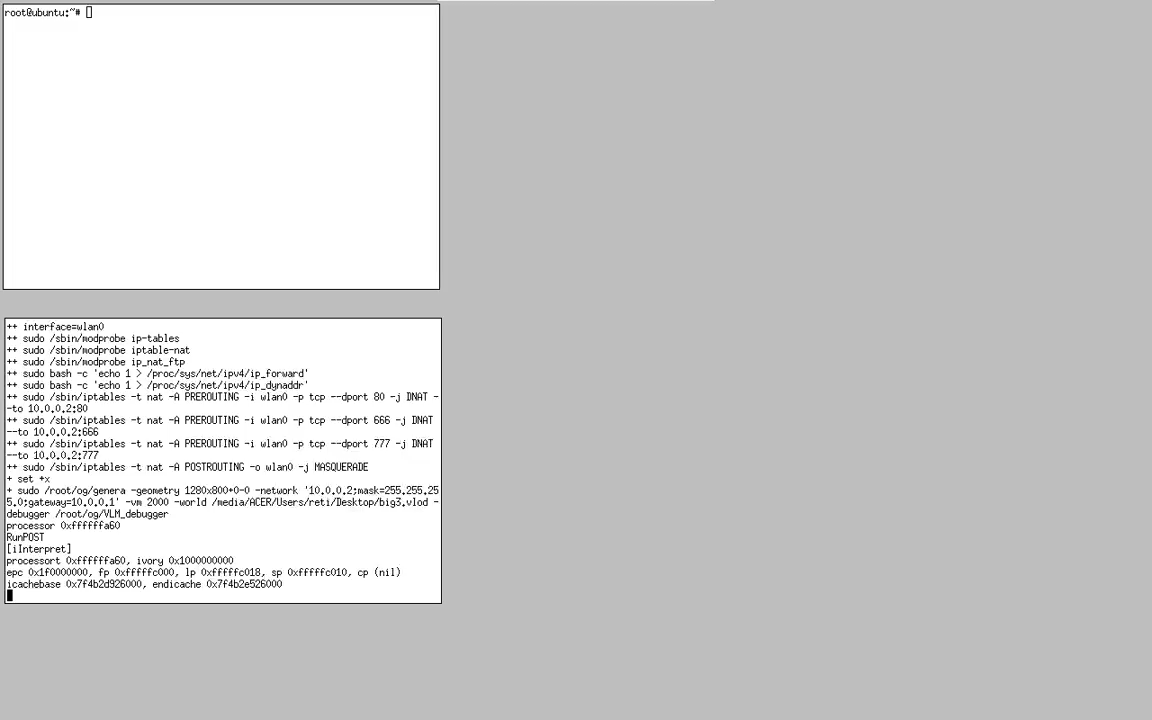 root@ubuntu:~#
++ interface=wlan0
++ sudo /sbin/modprobe ip-tables
++ sudo /sbin/modprobe iptable-nat
++ sudo /sbin/modprobe ip_nat_ftp
++ sudo bash -c 'echo 1 > /proc/sys/net/ipv4/ip_forward'
++ sudo bash -c 'echo 1 > /proc/sys/net/ipv4/ip_dynaddr'
++ sudo /sbin/iptables -t nat -A PREROUTING -i wlan0 -p tcp --dport 80 -j DNAT -
-to 10.0.0.2:80
++ sudo /sbin/iptables -t nat -A PREROUTING -i wlan0 -p tcp --dport 666 -j DNAT
--to 10.0.0.2:666
++ sudo /sbin/iptables -t nat -A PREROUTING -i wlan0 -p tcp --dport 777 -j DNAT
--to 10.0.0.2:777
++ sudo /sbin/iptables -t nat -A POSTROUTING -o wlan0 -j MASQUERADE
+ set +x
+ sudo /root/og/genera -geometry 1280x800+0-0 -network '10.0.0.2;mask=255.255.25
5.0;gateway=10.0.0.1' -vm 2000 -world /media/ACER/Users/reti/Desktop/big3.vlod -
debugger /root/og/VLM_debugger
processor 0xffffffa60
RunPOST
[iInterpret]
processort 0xffffffa60, ivory 0x1000000000
epc 0x1f0000000, fp 0xfffffc000, lp 0xfffffc018, sp 0xfffffc010, cp (nil)
icachebase 0x7f4b2d926000, endicache 0x7f4b2e526000